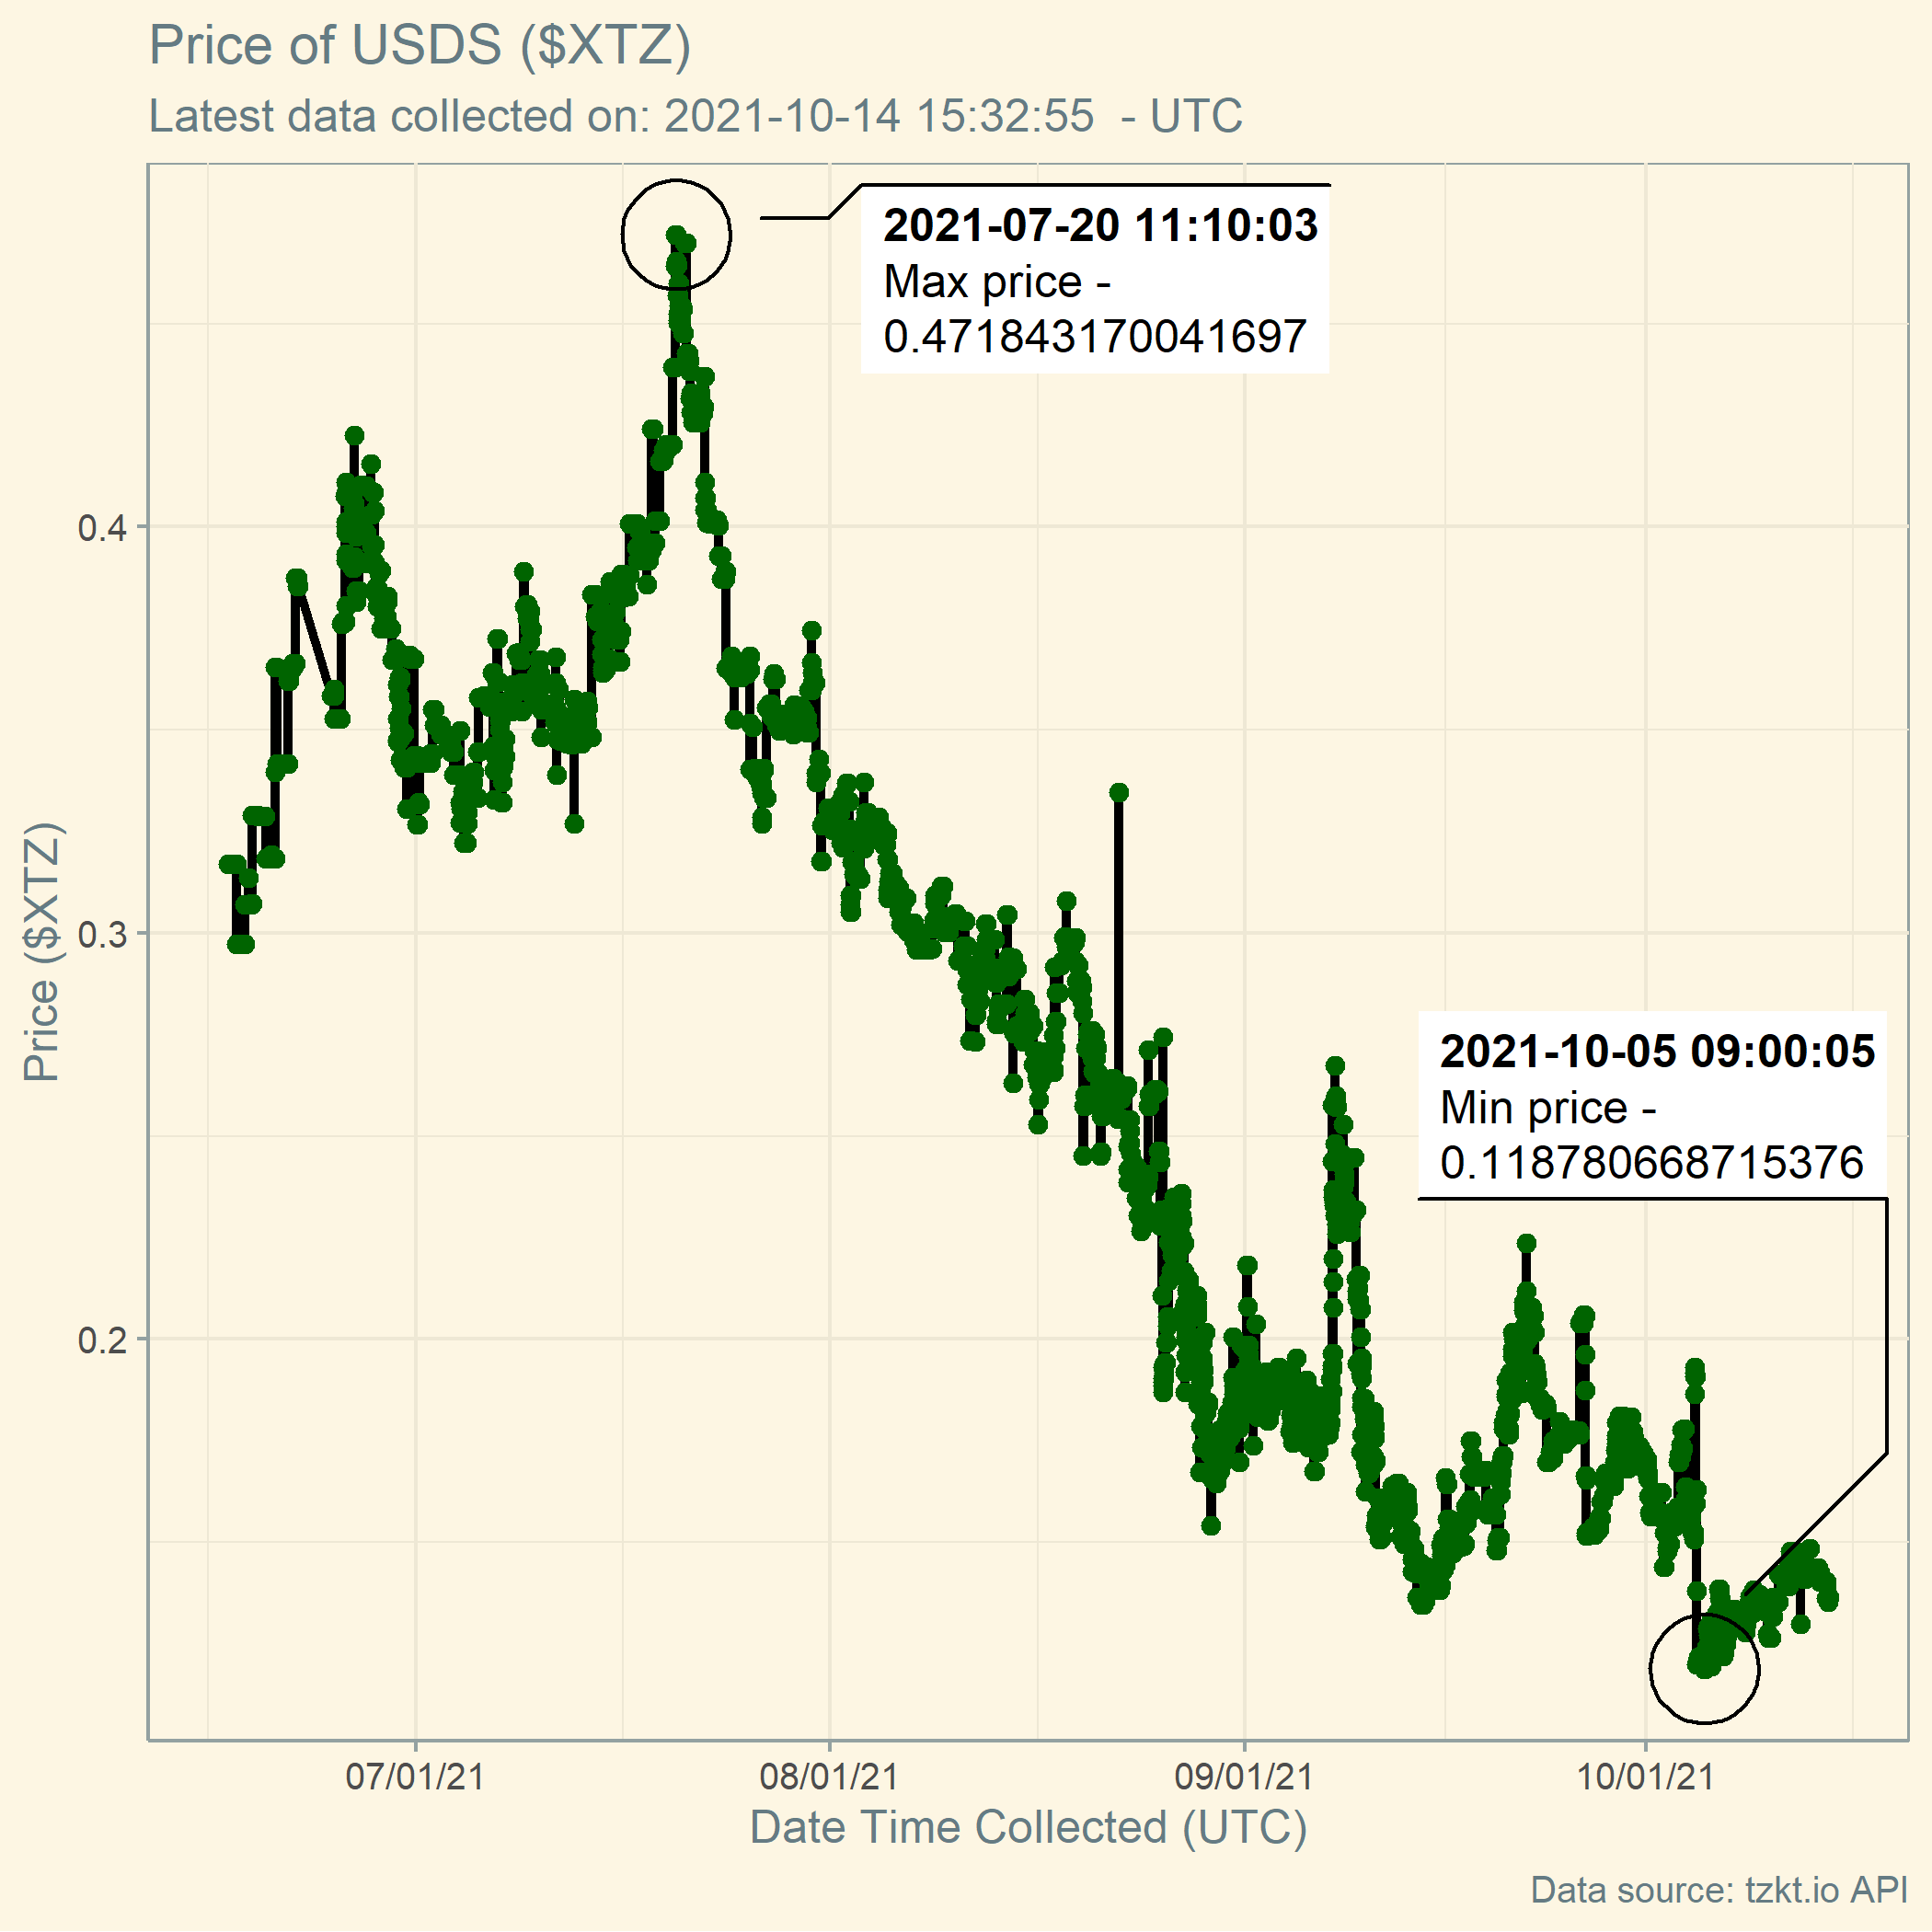 Price of USDS ($XTZ)
Latest data collected on: 2021-10-14 15:32:55  - UTC
2021-07-20 11:10:03
Max price -
0.471843170041697
2021-10-05 09:00:05
Min price -
0.118780668715376
Price ($XTZ)
0.4
0.3
0.2
07/01/21
08/01/21
09/01/21
10/01/21
Date Time Collected (UTC)
Data source: tzkt.io API